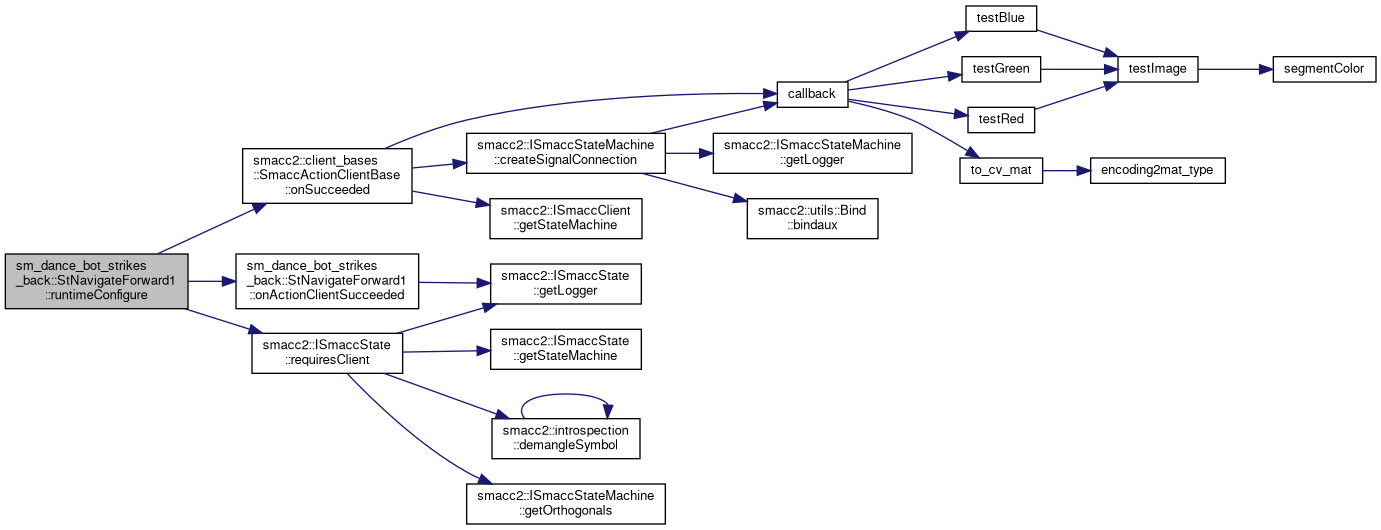 sm_dance_bot_strikes
_back::StNavigateForward1
::runtimeConfigure
smacc2::client_bases
::SmaccActionClientBase
::onSucceeded
sm_dance_bot_strikes
_back::StNavigateForward1
::onActionClientSucceeded
smacc2::ISmaccState
::requiresClient
smacc2::ISmaccStateMachine
::createSignalConnection
smacc2::ISmaccClient
::getStateMachine
smacc2::ISmaccState
::getLogger
smacc2::ISmaccState
::getStateMachine
smacc2::introspection
::demangleSymbol
smacc2::ISmaccStateMachine
::getOrthogonals
callback
smacc2::ISmaccStateMachine
::getLogger
smacc2::utils::Bind
::bindaux
testBlue
testGreen
testRed
to_cv_mat
testImage
encoding2mat_type
segmentColor